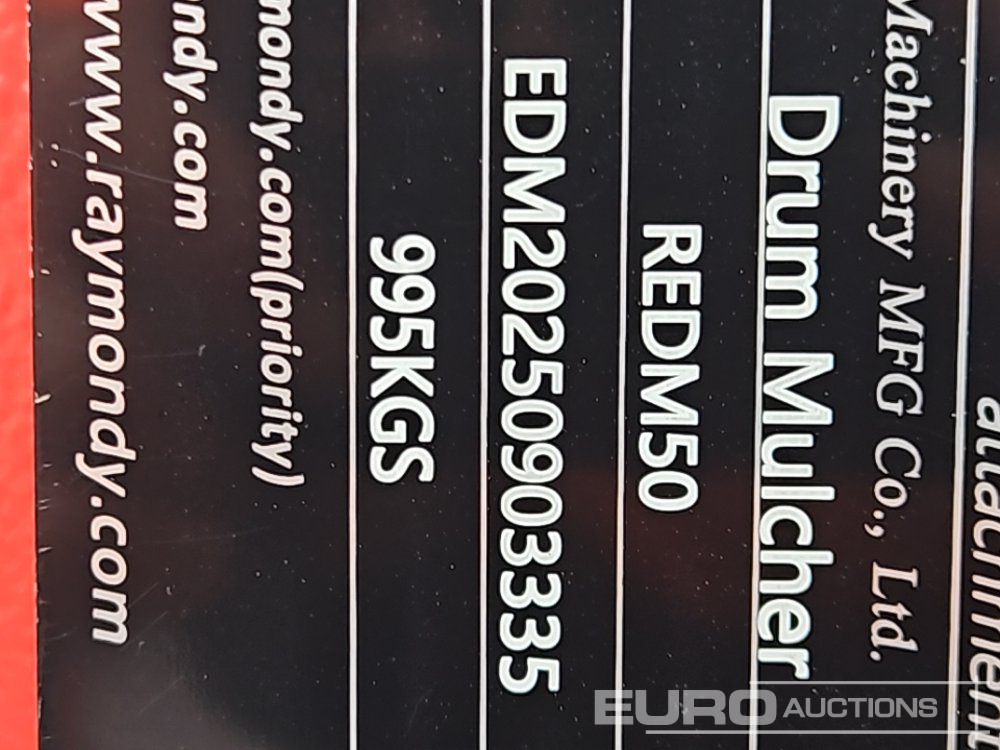 attachment
Machinery MFG Co., Ltd.
Drum Mulcher
REDM50
EDM20250903335
995KGS
mondy.com(priority)
ndy.com
www.raymondy.com
EURO AUCTIONS